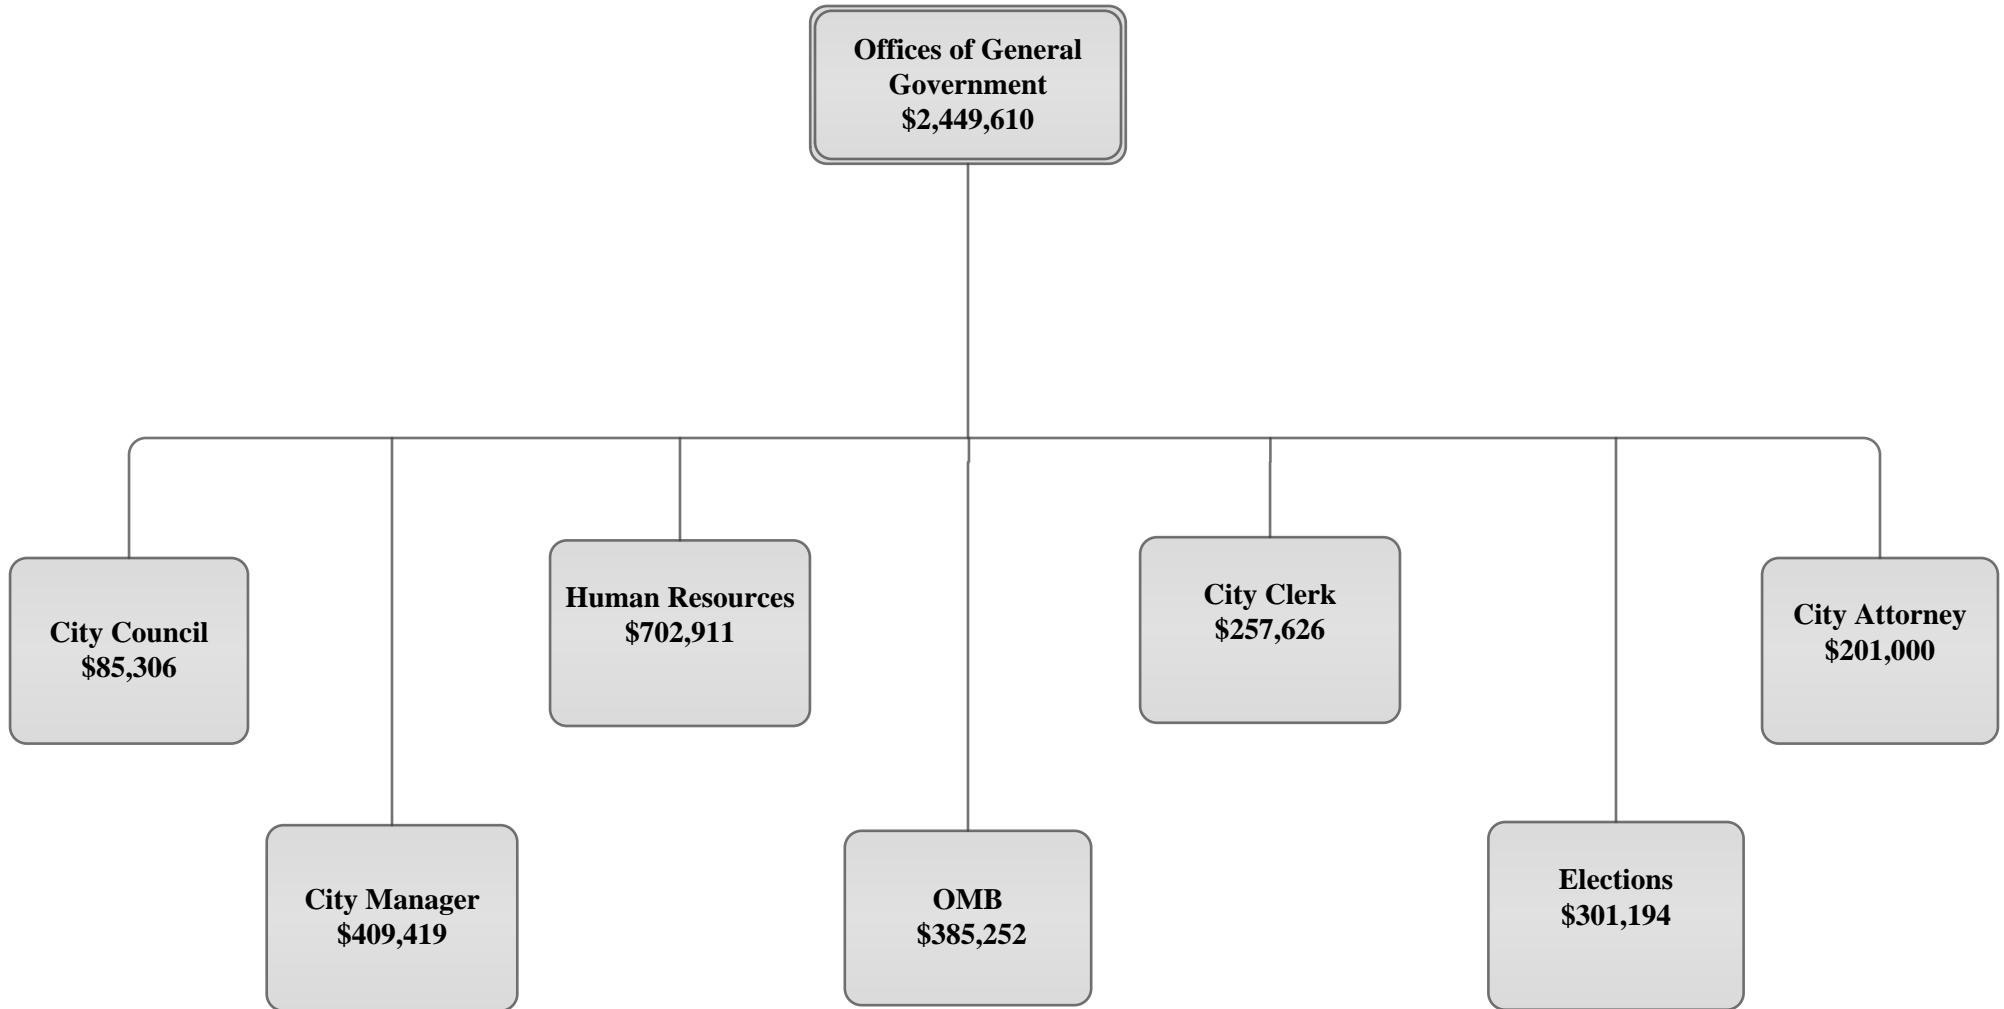 Offices of General
Government
$2,449,610
City Council
$85,306
City Manager
$409,419
Human Resources
$702,911
OMB
$385,252
City Clerk
$257,626
Elections
$301,194
City Attorney
$201,000